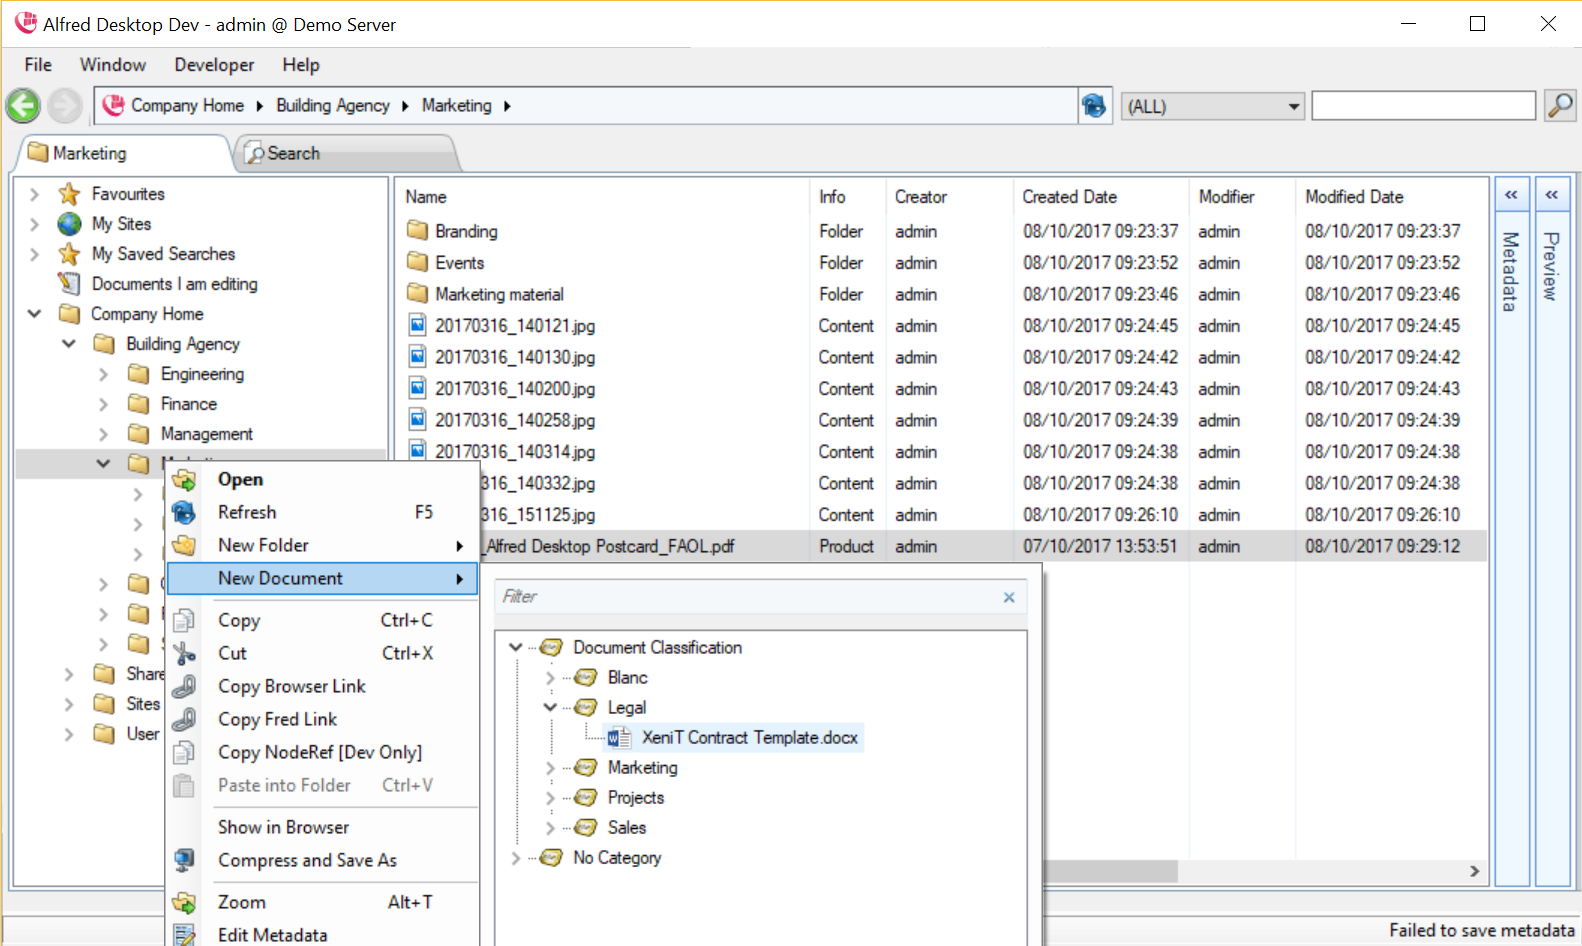 Alfred Desktop Dev - admin @ Demo Server
File Window Developer Help
Company Home Building Agency Marketing (ALL)
Marketing Search
Favourites
My Sites
My Saved Searches
Documents I am editing
Company Home
Building Agency
Engineering
Finance
Management
Share
Sites
User
Name Info Creator Created Date Modifier Modified Date
Branding Folder admin 08/10/2017 09:23:37 admin 08/10/2017 09:23:37
Events Folder admin 08/10/2017 09:23:52 admin 08/10/2017 09:23:52
Marketing material Folder admin 08/10/2017 09:23:46 admin 08/10/2017 09:23:46
20170316_140121.jpg Content admin 08/10/2017 09:24:45 admin 08/10/2017 09:24:45
20170316_140130.jpg Content admin 08/10/2017 09:24:42 admin 08/10/2017 09:24:42
20170316_140200.jpg Content admin 08/10/2017 09:24:43 admin 08/10/2017 09:24:43
20170316_140258.jpg Content admin 08/10/2017 09:24:39 admin 08/10/2017 09:24:39
20170316_140314.jpg Content admin 08/10/2017 09:24:38 admin 08/10/2017 09:24:38
316_140332.jpg Content admin 08/10/2017 09:24:38 admin 08/10/2017 09:24:38
316_151125.jpg Content admin 08/10/2017 09:26:10 admin 08/10/2017 09:26:10
_Alfred Desktop Postcard_FAOL.pdf Product admin 07/10/2017 13:53:51 admin 08/10/2017 09:29:12
Metadata
Preview
Open
Refresh F5
New Folder
New Document
Copy Ctrl+C
Cut Ctrl+X
Copy Browser Link
Copy Fred Link
Copy NodeRef [Dev Only]
Paste into Folder Ctrl+V
Show in Browser
Compress and Save As
Zoom Alt+T
Edit Metadata
Filter
Document Classification
Blanc
Legal
XeniT Contract Template.docx
Marketing
Projects
Sales
No Category
Failed to save metadata